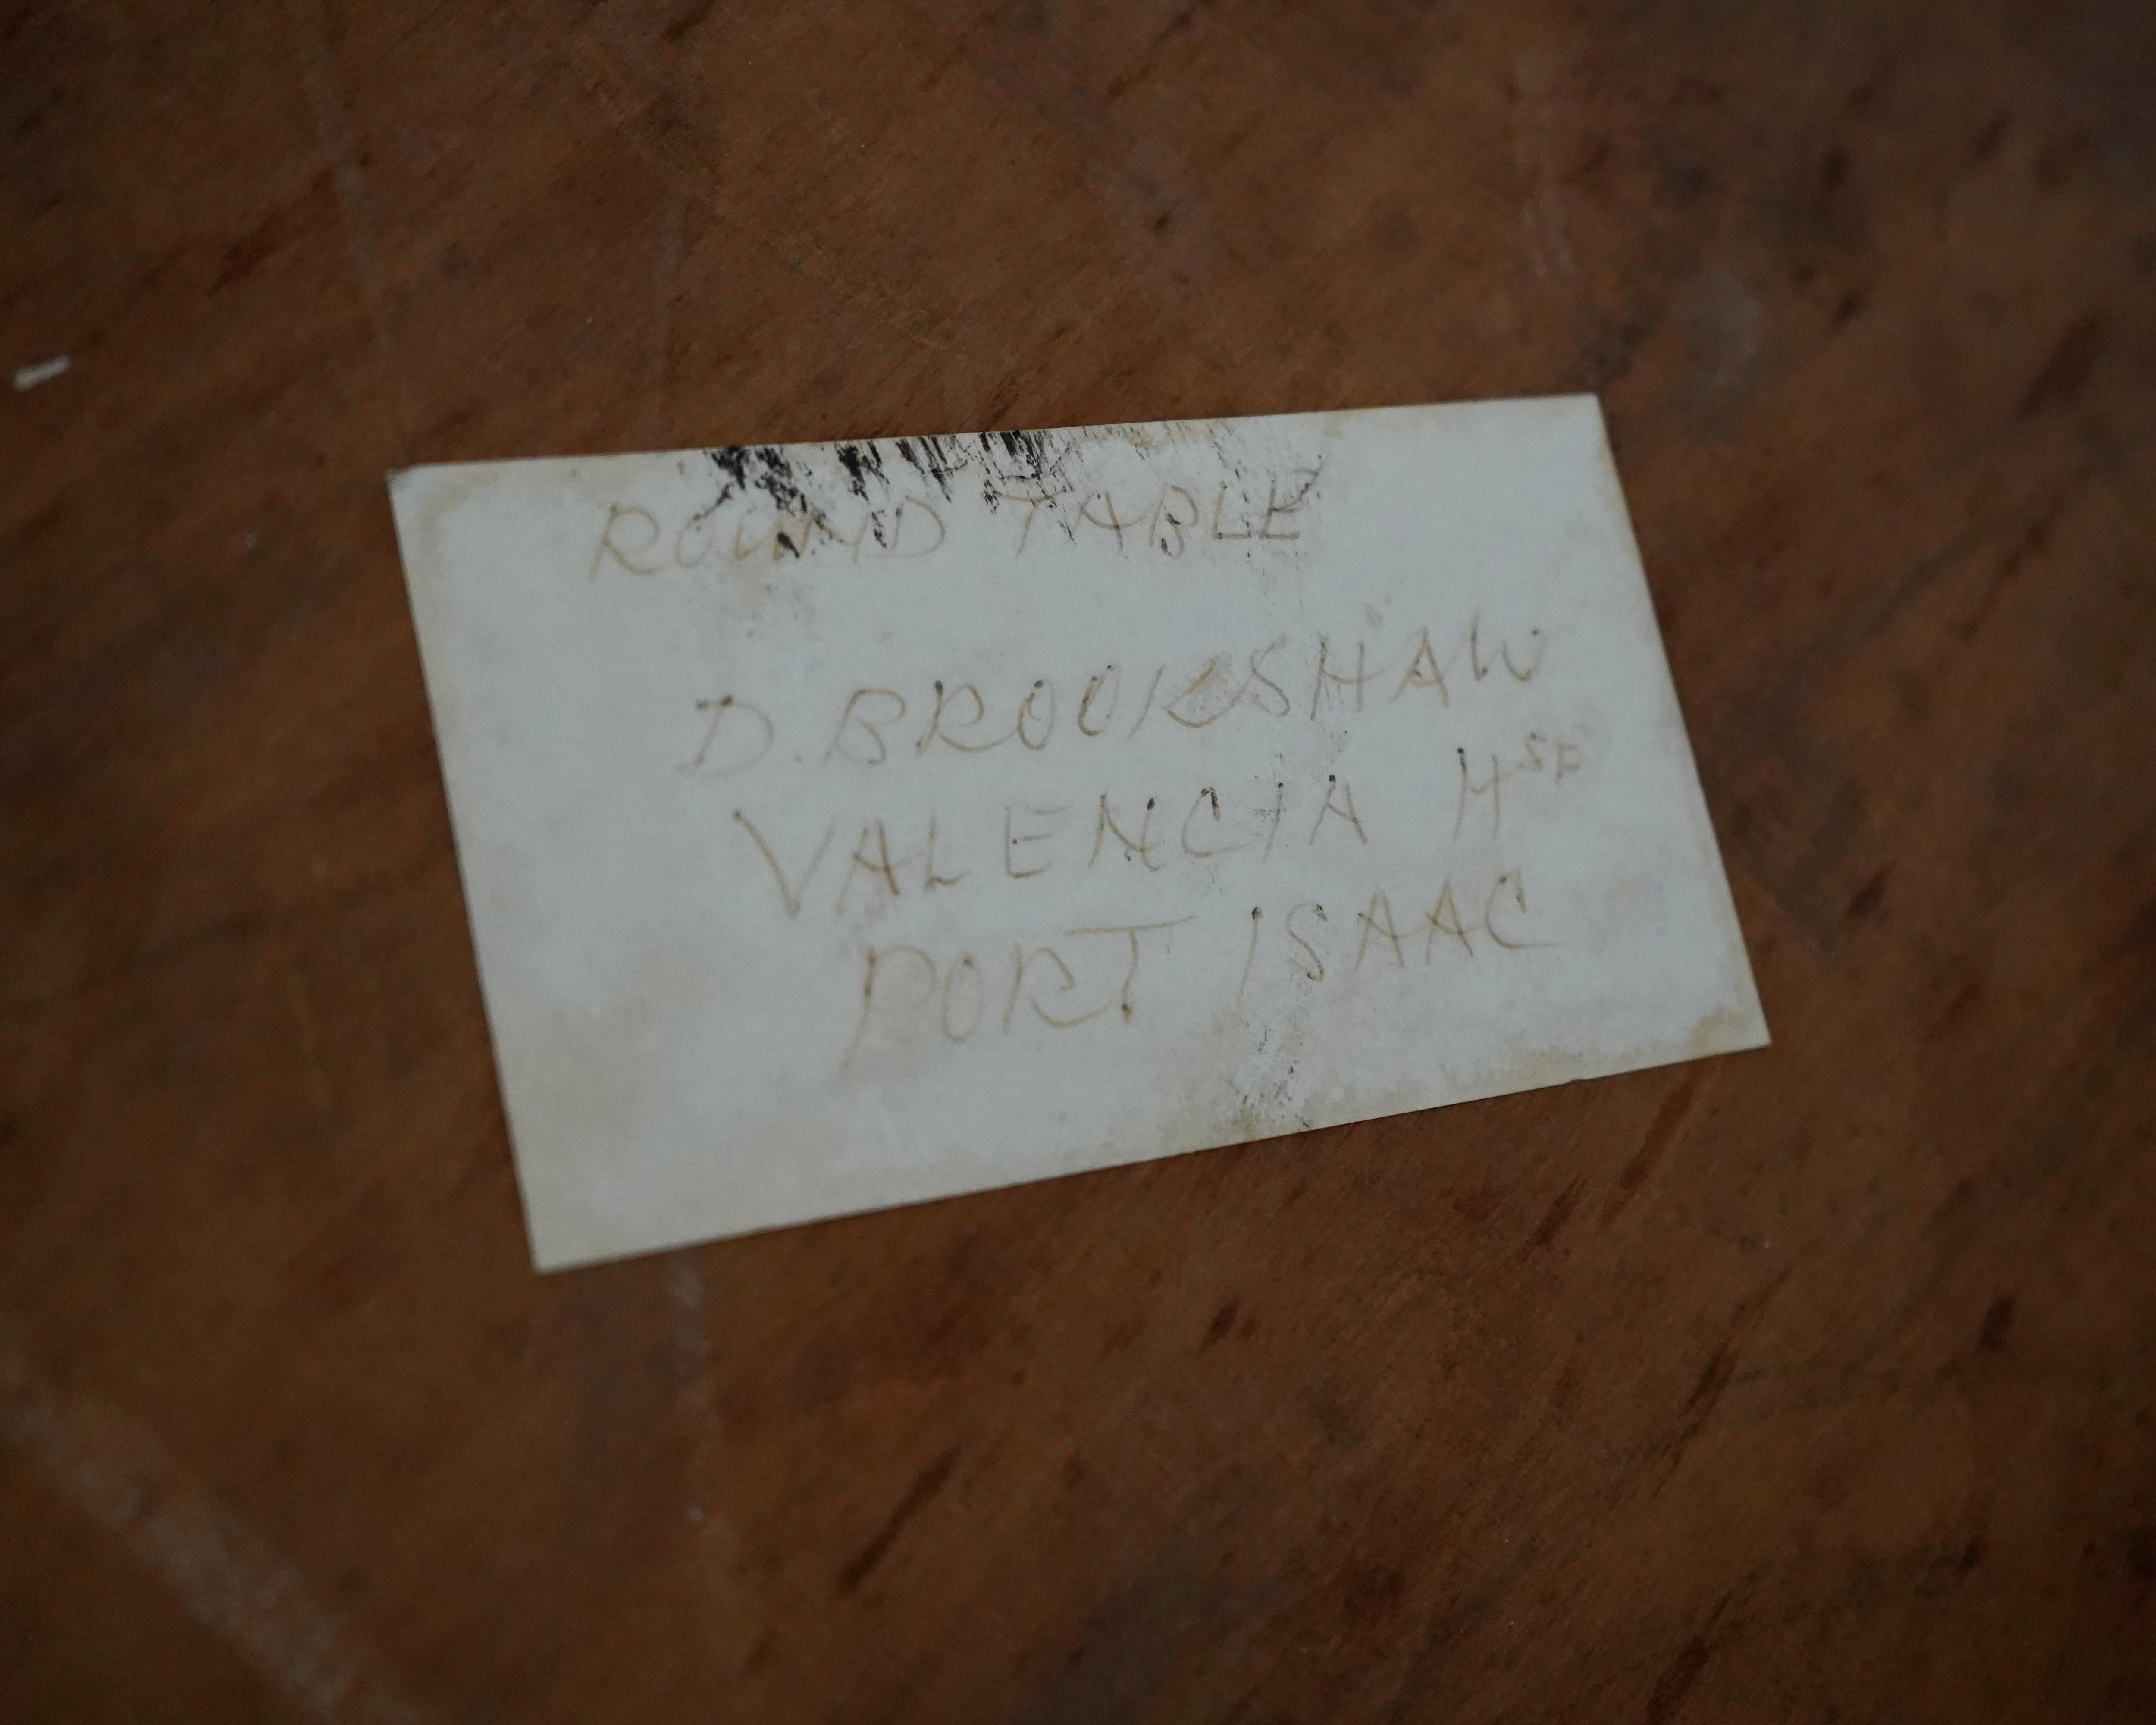 ROUND TABLE
D. BROOKSHAW
VALENCIA HSE
PORT ISAAC